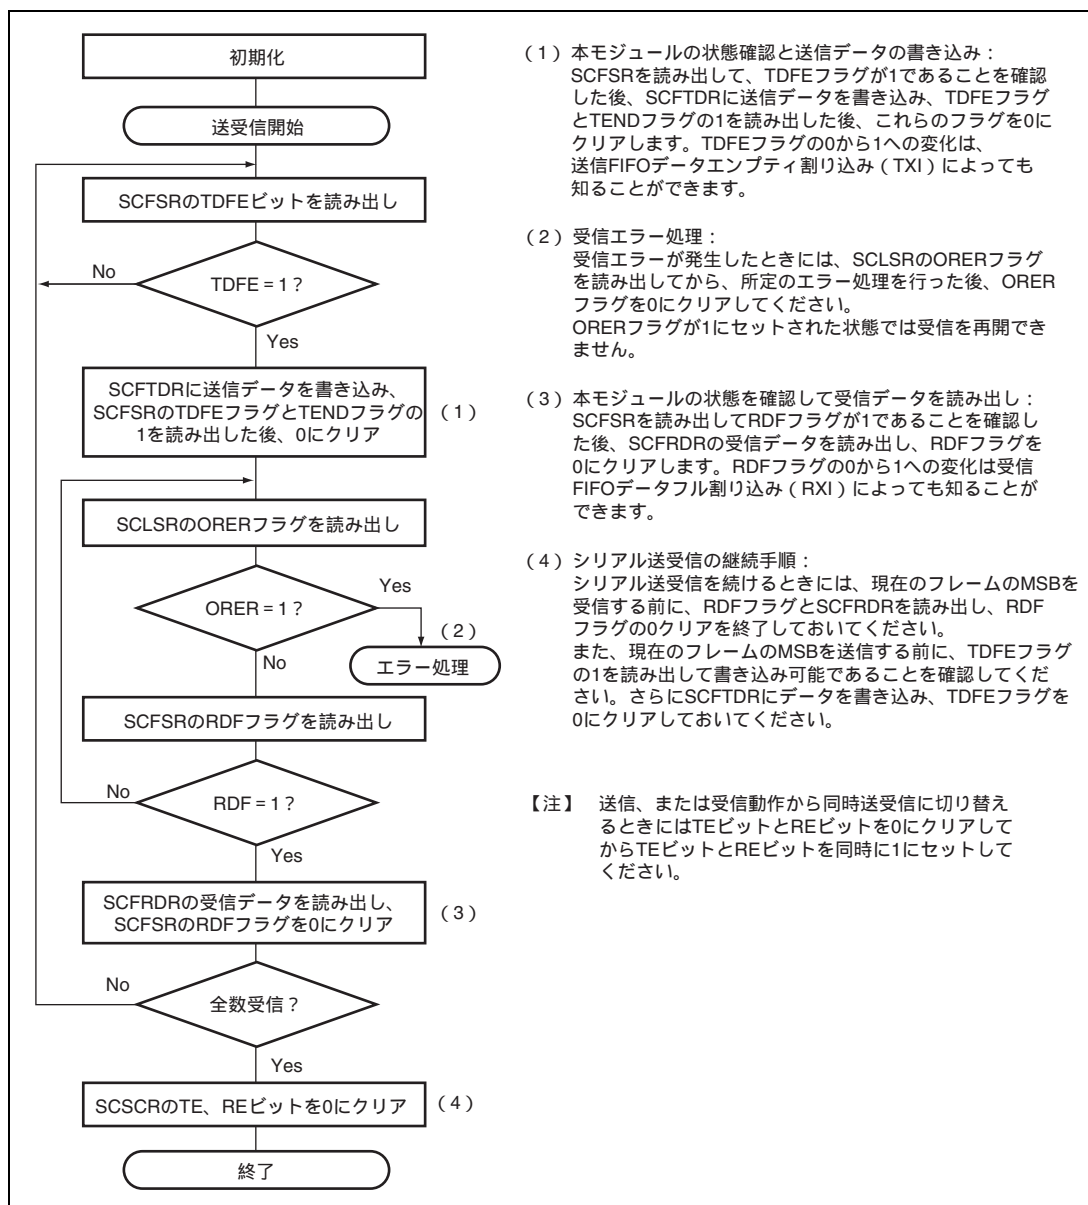 初期化
送受信開始
SCFSRのTDFEビットを読み出し
No
TDFE = 1 ?
Yes
SCFTDRに送信データを書き込み、
SCFSRのTDFEフラグとTENDフラグの
1を読み出した後、0にクリア
(1)
SCLSRのORERフラグを読み出し
Yes
ORER = 1 ?
(2)
No
エラー処理
SCFSRのRDFフラグを読み出し
No
RDF = 1 ?
Yes
SCFRDRの受信データを読み出し、
SCFSRのRDFフラグを0にクリア
(3)
No
全数受信?
Yes
SCSCRのTE、REビットを0にクリア
(4)
終了
(1)本モジュールの状態確認と送信データの書き込み:
SCFSRを読み出して、TDFEフラグが1であることを確認
した後、SCFTDRに送信データを書き込み、TDFEフラグ
とTENDフラグの1を読み出した後、これらのフラグを0に
クリアします。TDFEフラグの0から1への変化は、
送信FIFOデータエンプティ割り込み(TXI)によっても
知ることができます。
(2)受信エラー処理:
受信エラーが発生したときには、SCLSRのORERフラグ
を読み出してから、所定のエラー処理を行った後、ORER
フラグを0にクリアしてください。
ORERフラグが1にセットされた状態では受信を再開でき
ません。
(3)本モジュールの状態を確認して受信データを読み出し:
SCFSRを読み出してRDFフラグが1であることを確認し
た後、SCFRDRの受信データを読み出し、RDFフラグを
0にクリアします。RDFフラグの0から1への変化は受信
FIFOデータフル割り込み(RXI)によっても知ることが
できます。
(4)シリアル送受信の継続手順:
シリアル送受信を続けるときには、現在のフレームのMSBを
受信する前に、RDFフラグとSCFRDRを読み出し、RDF
フラグの0クリアを終了しておいてください。
また、現在のフレームのMSBを送信する前に、TDFEフラグ
の1を読み出して書き込み可能であることを確認してくだ
さい。さらにSCFTDRにデータを書き込み、TDFEフラグを
0にクリアしておいてください。
【注】 送信、または受信動作から同時送受信に切り替え
るときにはTEビットとREビットを0にクリアして
からTEビットとREビットを同時に1にセットして
ください。